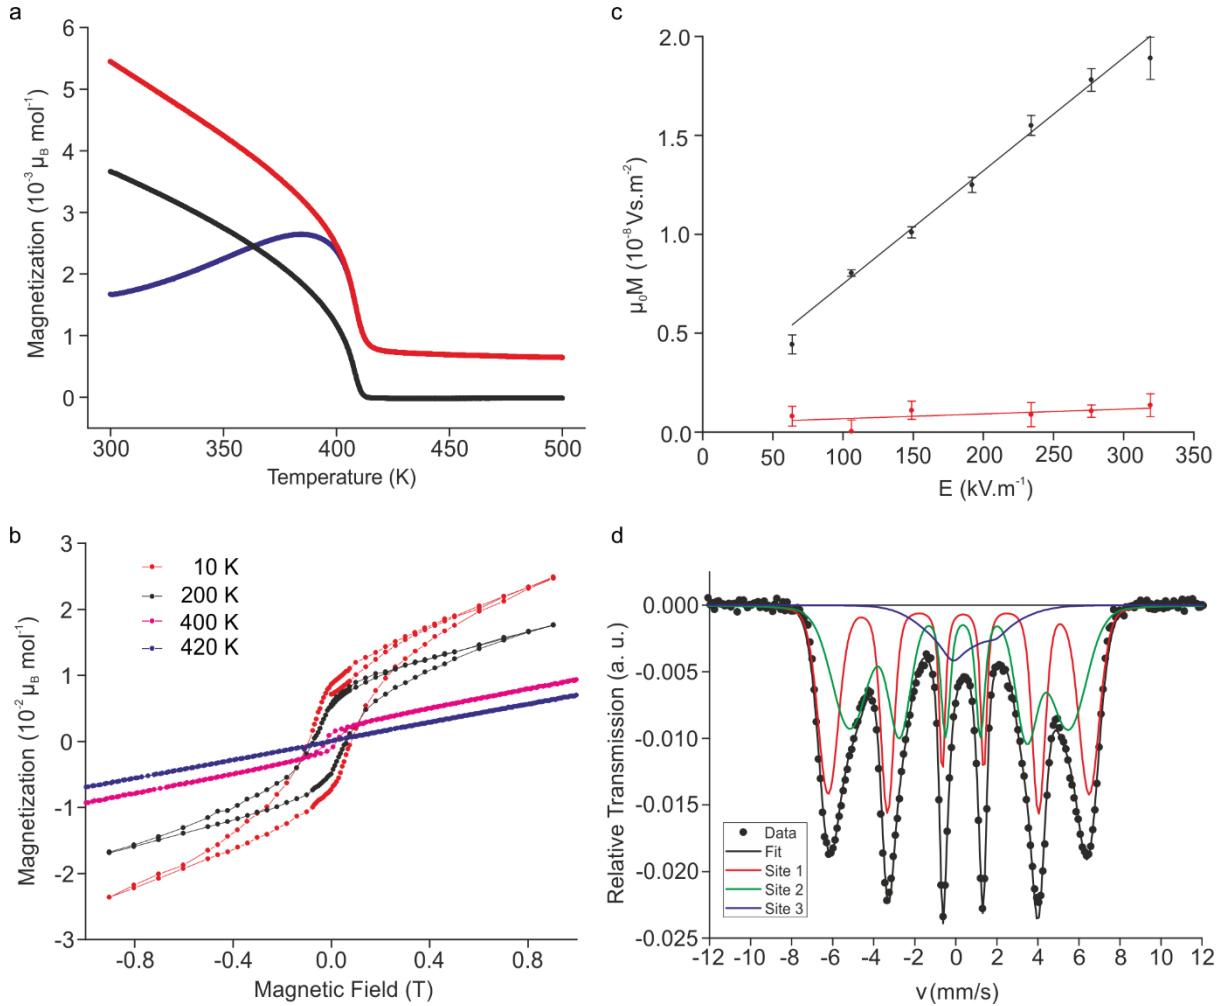 a
6
5
4
3
2
1
0
Magnetization (10⁻³ μB mol⁻¹)
300 350 400 450 500
Temperature (K)
c
2.0
1.5
1.0
0.5
0.0
μ₀M (10⁻⁸ Vs.m⁻²)
0 50 100 150 200 250 300 350
E (kV.m⁻¹)
b
3
2
1
0
-1
-2
-3
Magnetization (10⁻² μB mol⁻¹)
10 K
200 K
400 K
420 K
-0.8 -0.4 0.0 0.4 0.8
Magnetic Field (T)
d
0.000
-0.005
-0.010
-0.015
-0.020
-0.025
Relative Transmission (a. u.)
Data
Fit
Site 1
Site 2
Site 3
-12 -10 -8 -6 -4 -2 0 2 4 6 8 10 12
v(mm/s)